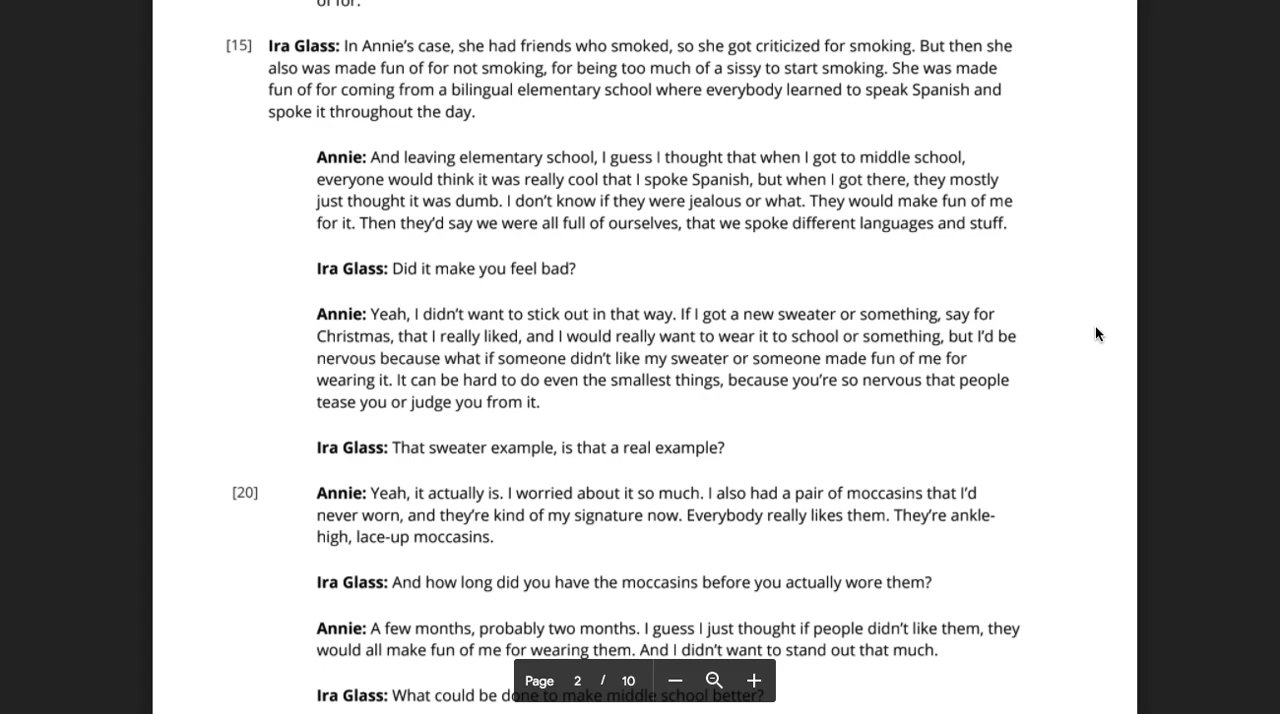 of for.
[15] Ira Glass: In Annie’s case, she had friends who smoked, so she got criticized for smoking. But then she
also was made fun of for not smoking, for being too much of a sissy to start smoking. She was made
fun of for coming from a bilingual elementary school where everybody learned to speak Spanish and
spoke it throughout the day.
Annie: And leaving elementary school, I guess I thought that when I got to middle school,
everyone would think it was really cool that I spoke Spanish, but when I got there, they mostly
just thought it was dumb. I don’t know if they were jealous or what. They would make fun of me
for it. Then they’d say we were all full of ourselves, that we spoke different languages and stuff.
Ira Glass: Did it make you feel bad?
Annie: Yeah, I didn’t want to stick out in that way. If I got a new sweater or something, say for
Christmas, that I really liked, and I would really want to wear it to school or something, but I’d be
nervous because what if someone didn’t like my sweater or someone made fun of me for
wearing it. It can be hard to do even the smallest things, because you’re so nervous that people
tease you or judge you from it.
Ira Glass: That sweater example, is that a real example?
[20] Annie: Yeah, it actually is. I worried about it so much. I also had a pair of moccasins that I’d
never worn, and they’re kind of my signature now. Everybody really likes them. They’re ankle-
high, lace-up moccasins.
Ira Glass: And how long did you have the moccasins before you actually wore them?
Annie: A few months, probably two months. I guess I just thought if people didn’t like them, they
would all make fun of me for wearing them. And I didn’t want to stand out that much.
Page 2 / 10
Ira Glass: What could be done to make middle school better?